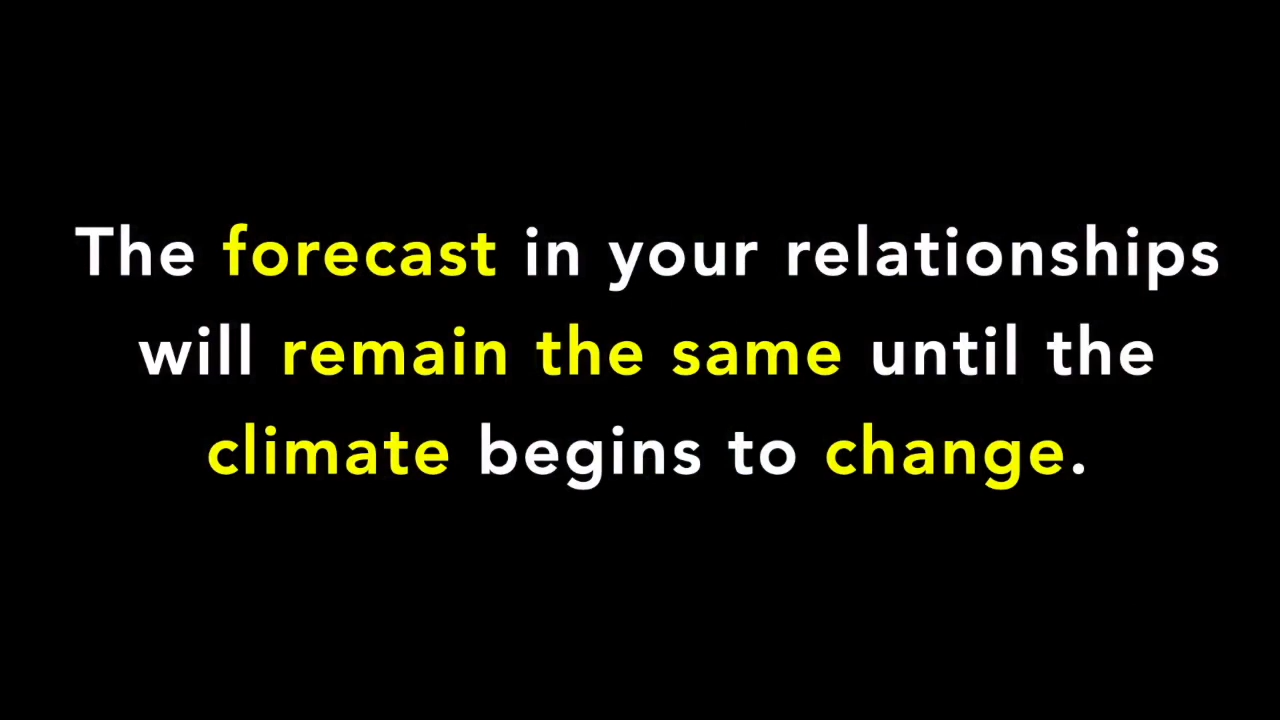 The forecast in your relationships
will remain the same until the
climate begins to change.